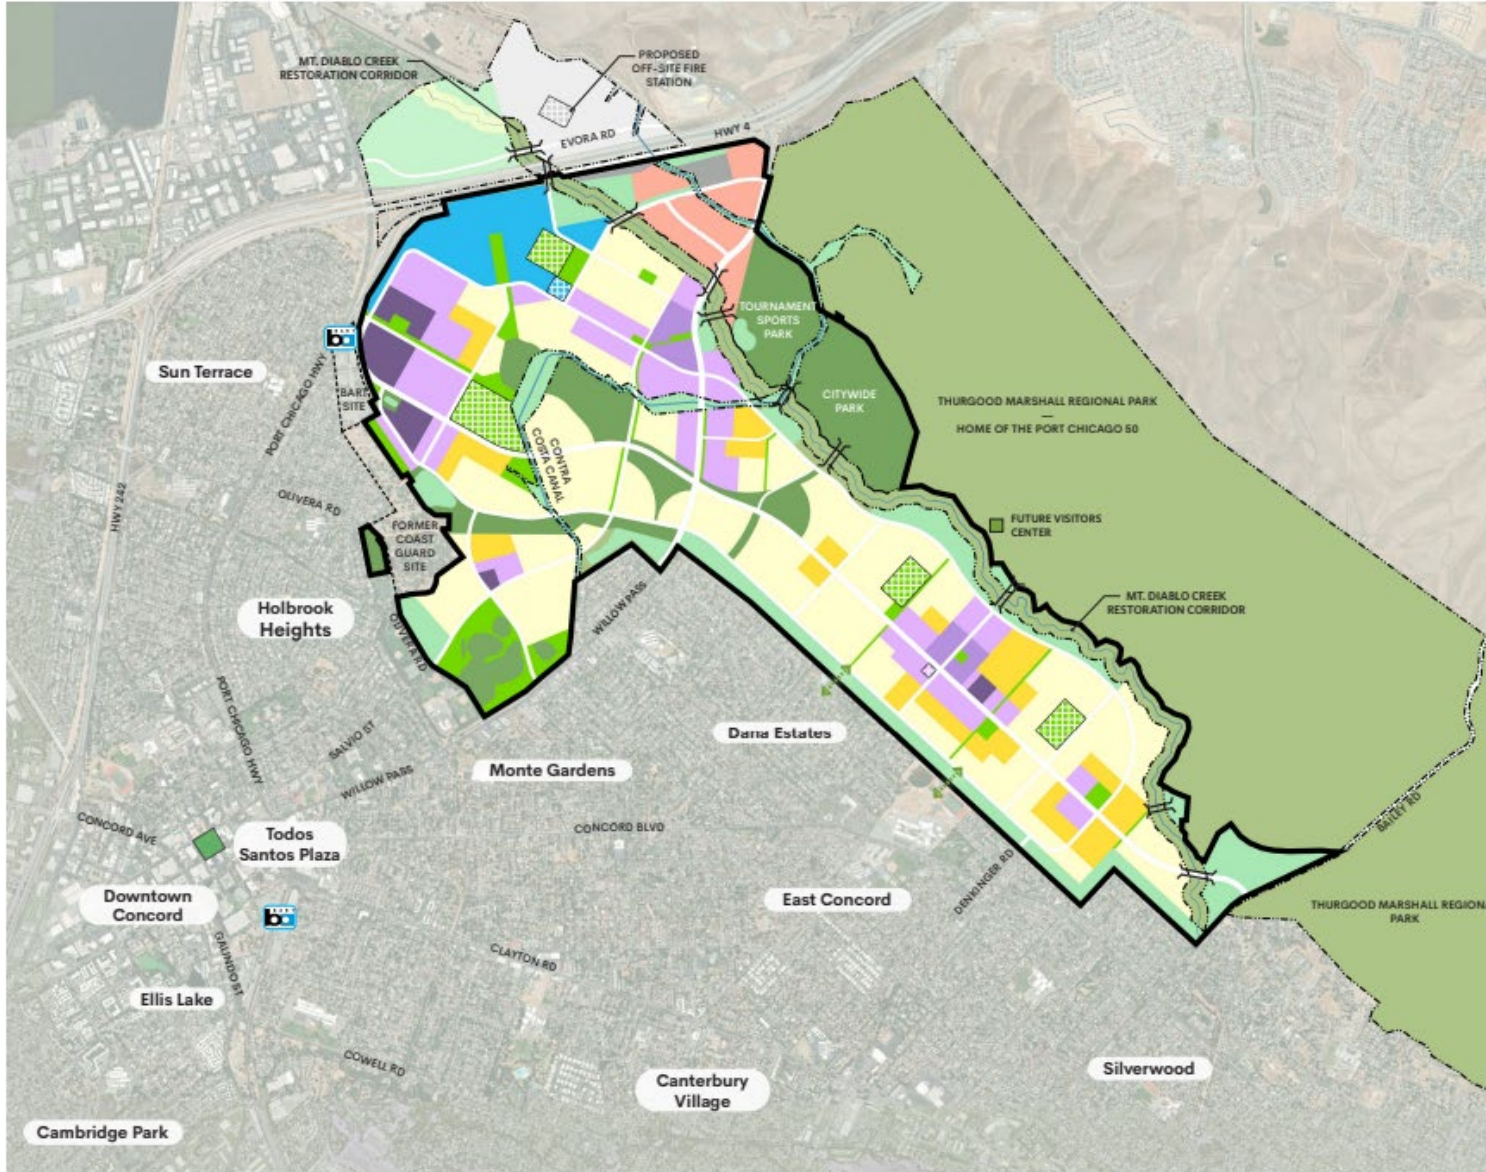 MT. DIABLO CREEK
RESTORATION CORRIDOR
PROPOSED
OFF-SITE FIRE
STATION
EVORA RD
HWY 4
TOURNAMENT
SPORTS
PARK
CITYWIDE
PARK
THURGOOD MARSHALL REGIONAL PARK
—
HOME OF THE PORT CHICAGO 50
Sun Terrace
PORT CHICAGO HWY
BART
SITE
CONTRA
COSTA CANAL
HWY 242
OLIVERA RD
FORMER
COAST
GUARD
SITE
FUTURE VISITORS
CENTER
MT. DIABLO CREEK
RESTORATION CORRIDOR
Holbrook
Heights
OLIVERA RD
WILLOW PASS
PORT CHICAGO HWY
SALVIO ST
Dana Estates
Monte Gardens
WILLOW PASS
CONCORD AVE
Todos
Santos Plaza
CONCORD BLVD
BAILEY RD
DENKINGER RD
Downtown
Concord
East Concord
THURGOOD MARSHALL REGIONA
PARK
GALINDO ST
CLAYTON RD
Ellis Lake
COWELL RD
Canterbury
Village
Silverwood
Cambridge Park